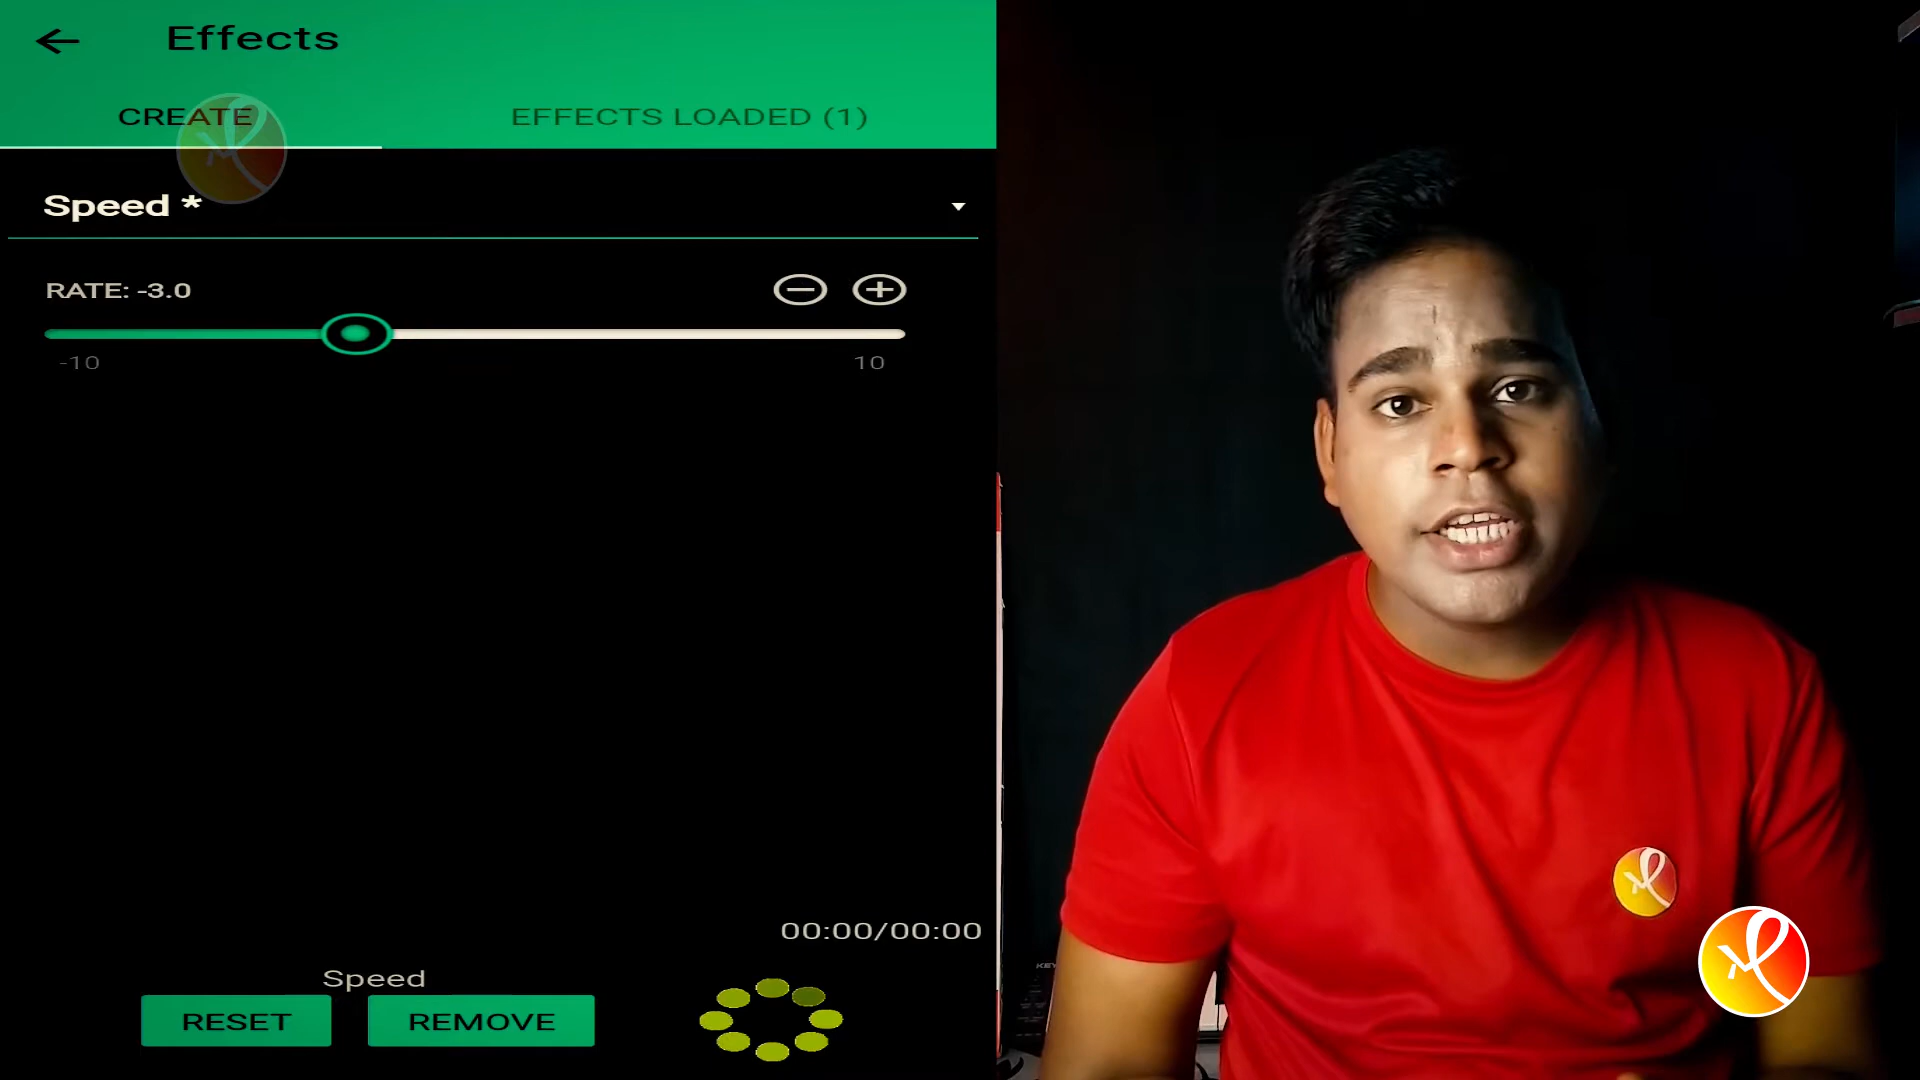 Effects
CREATE
EFFECTS LOADED (1)
Speed *
RATE: -3.0
-10
10
00:00/00:00
Speed
RESET
REMOVE